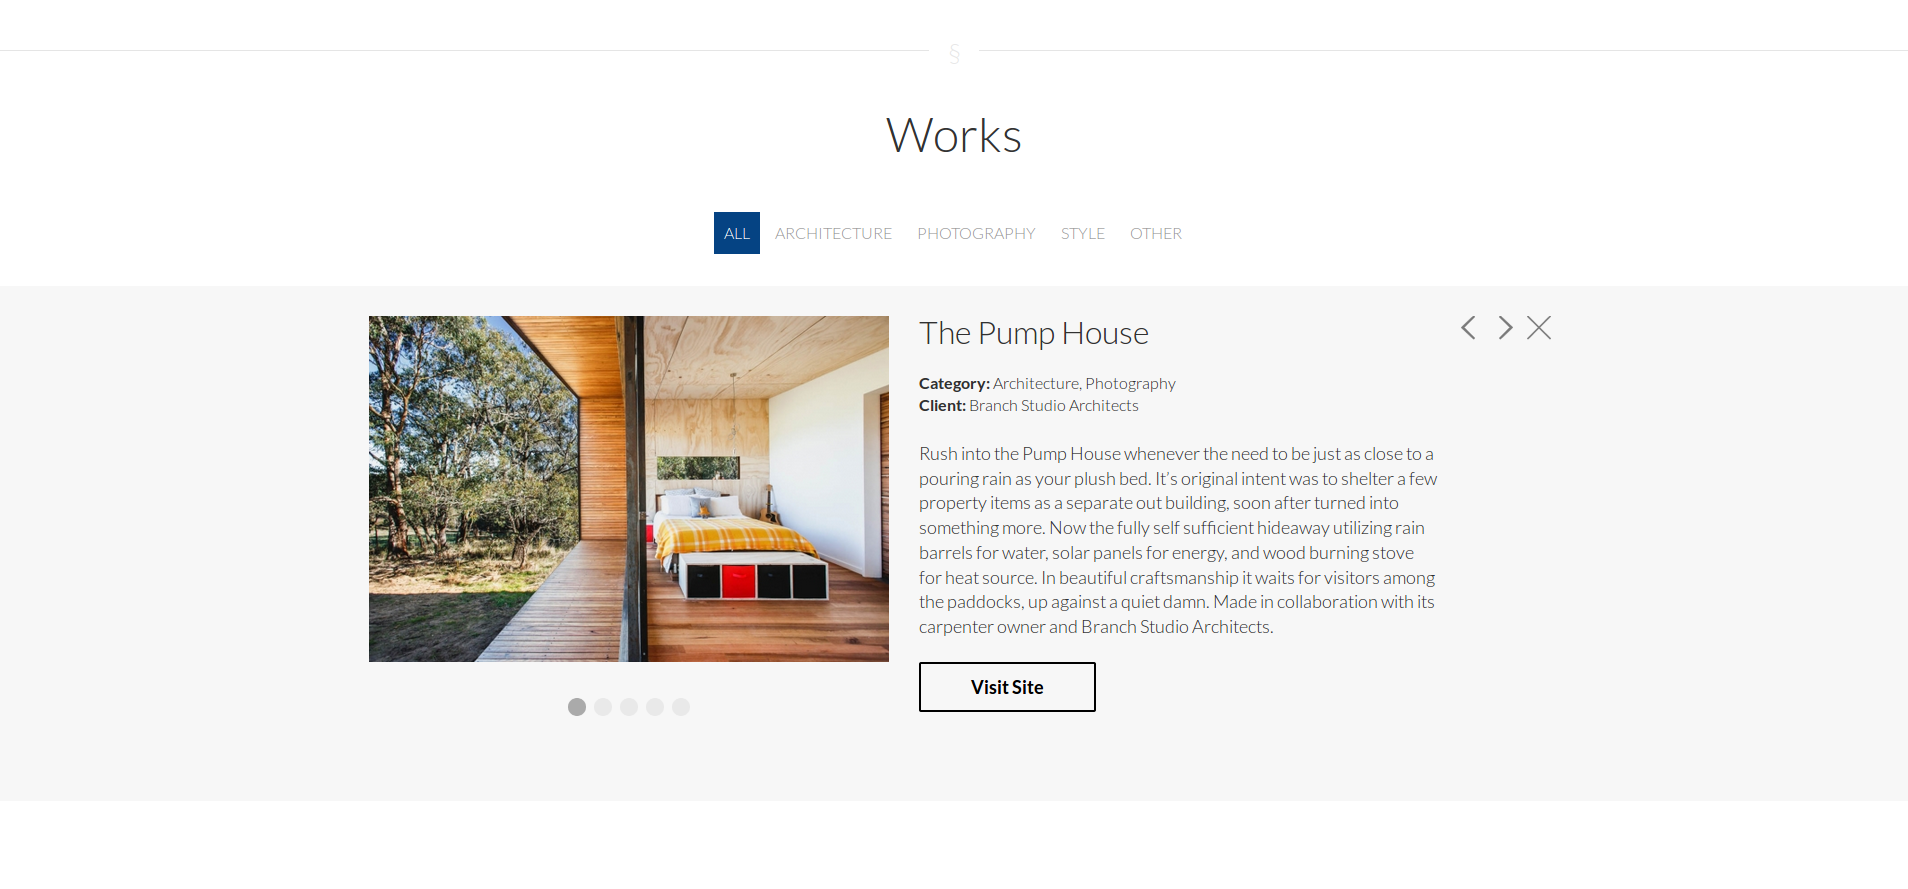 §
Works
ALL ARCHITECTURE PHOTOGRAPHY STYLE OTHER
The Pump House
Category: Architecture, Photography
Client: Branch Studio Architects
Rush into the Pump House whenever the need to be just as close to a
pouring rain as your plush bed. It’s original intent was to shelter a few
property items as a separate out building, soon after turned into
something more. Now the fully self sufficient hideaway utilizing rain
barrels for water, solar panels for energy, and wood burning stove
for heat source. In beautiful craftsmanship it waits for visitors among
the paddocks, up against a quiet damn. Made in collaboration with its
carpenter owner and Branch Studio Architects.
Visit Site